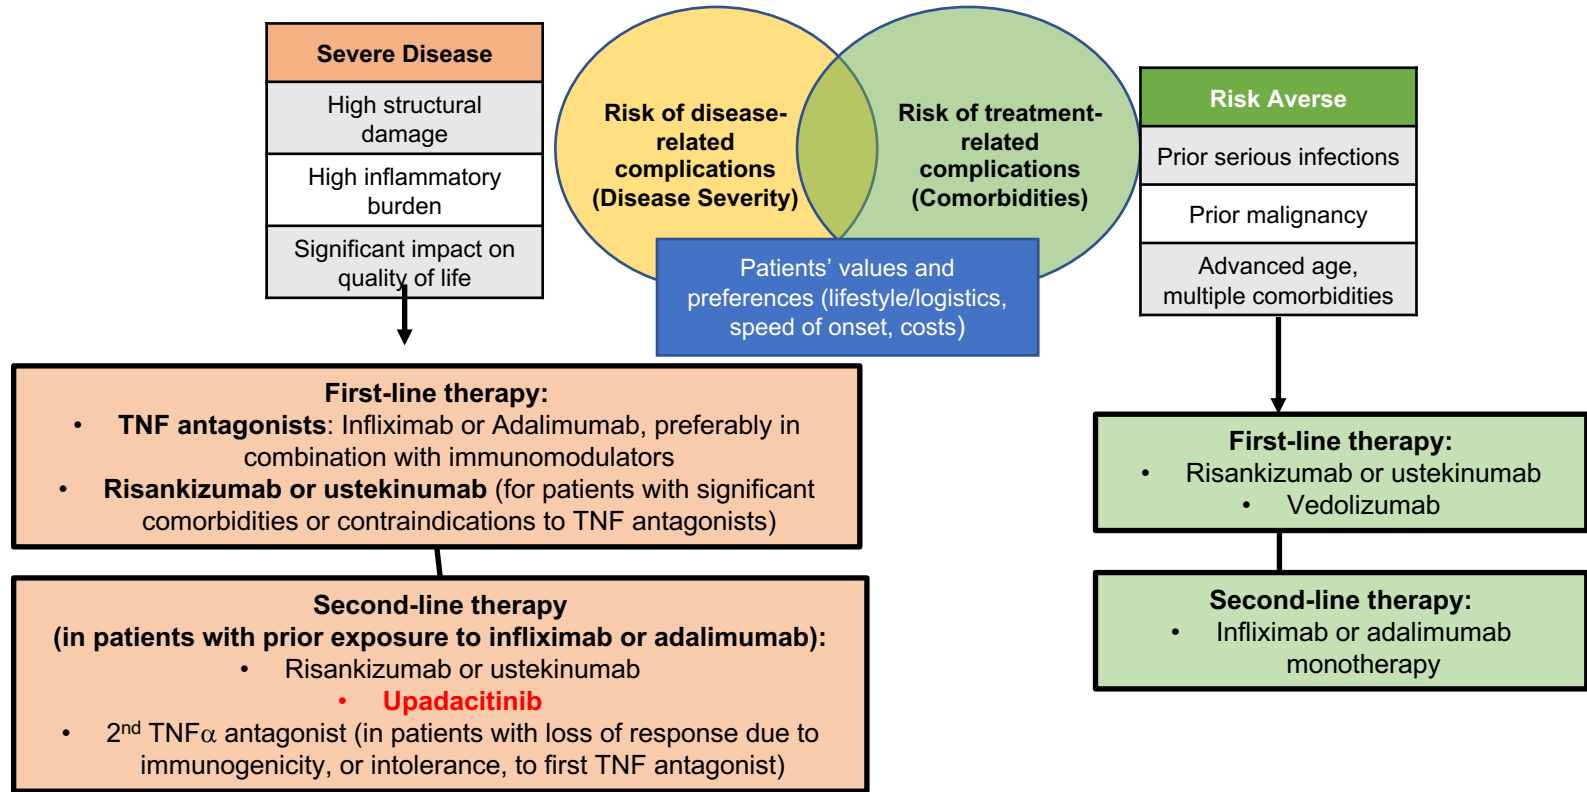 Severe Disease
High structural
damage
High inflammatory
burden
Significant impact on
quality of life
Risk of disease-
related
complications
(Disease Severity)
Risk of treatment-
related
complications
(Comorbidities)
Patients’ values and
preferences (lifestyle/logistics,
speed of onset, costs)
Risk Averse
Prior serious infections
Prior malignancy
Advanced age,
multiple comorbidities
First-line therapy:
• TNF antagonists: Infliximab or Adalimumab, preferably in
combination with immunomodulators
• Risankizumab or ustekinumab (for patients with significant
comorbidities or contraindications to TNF antagonists)
Second-line therapy
(in patients with prior exposure to infliximab or adalimumab):
• Risankizumab or ustekinumab
• Upadacitinib
• 2nd TNFα antagonist (in patients with loss of response due to
immunogenicity, or intolerance, to first TNF antagonist)
First-line therapy:
• Risankizumab or ustekinumab
• Vedolizumab
Second-line therapy:
• Infliximab or adalimumab
monotherapy